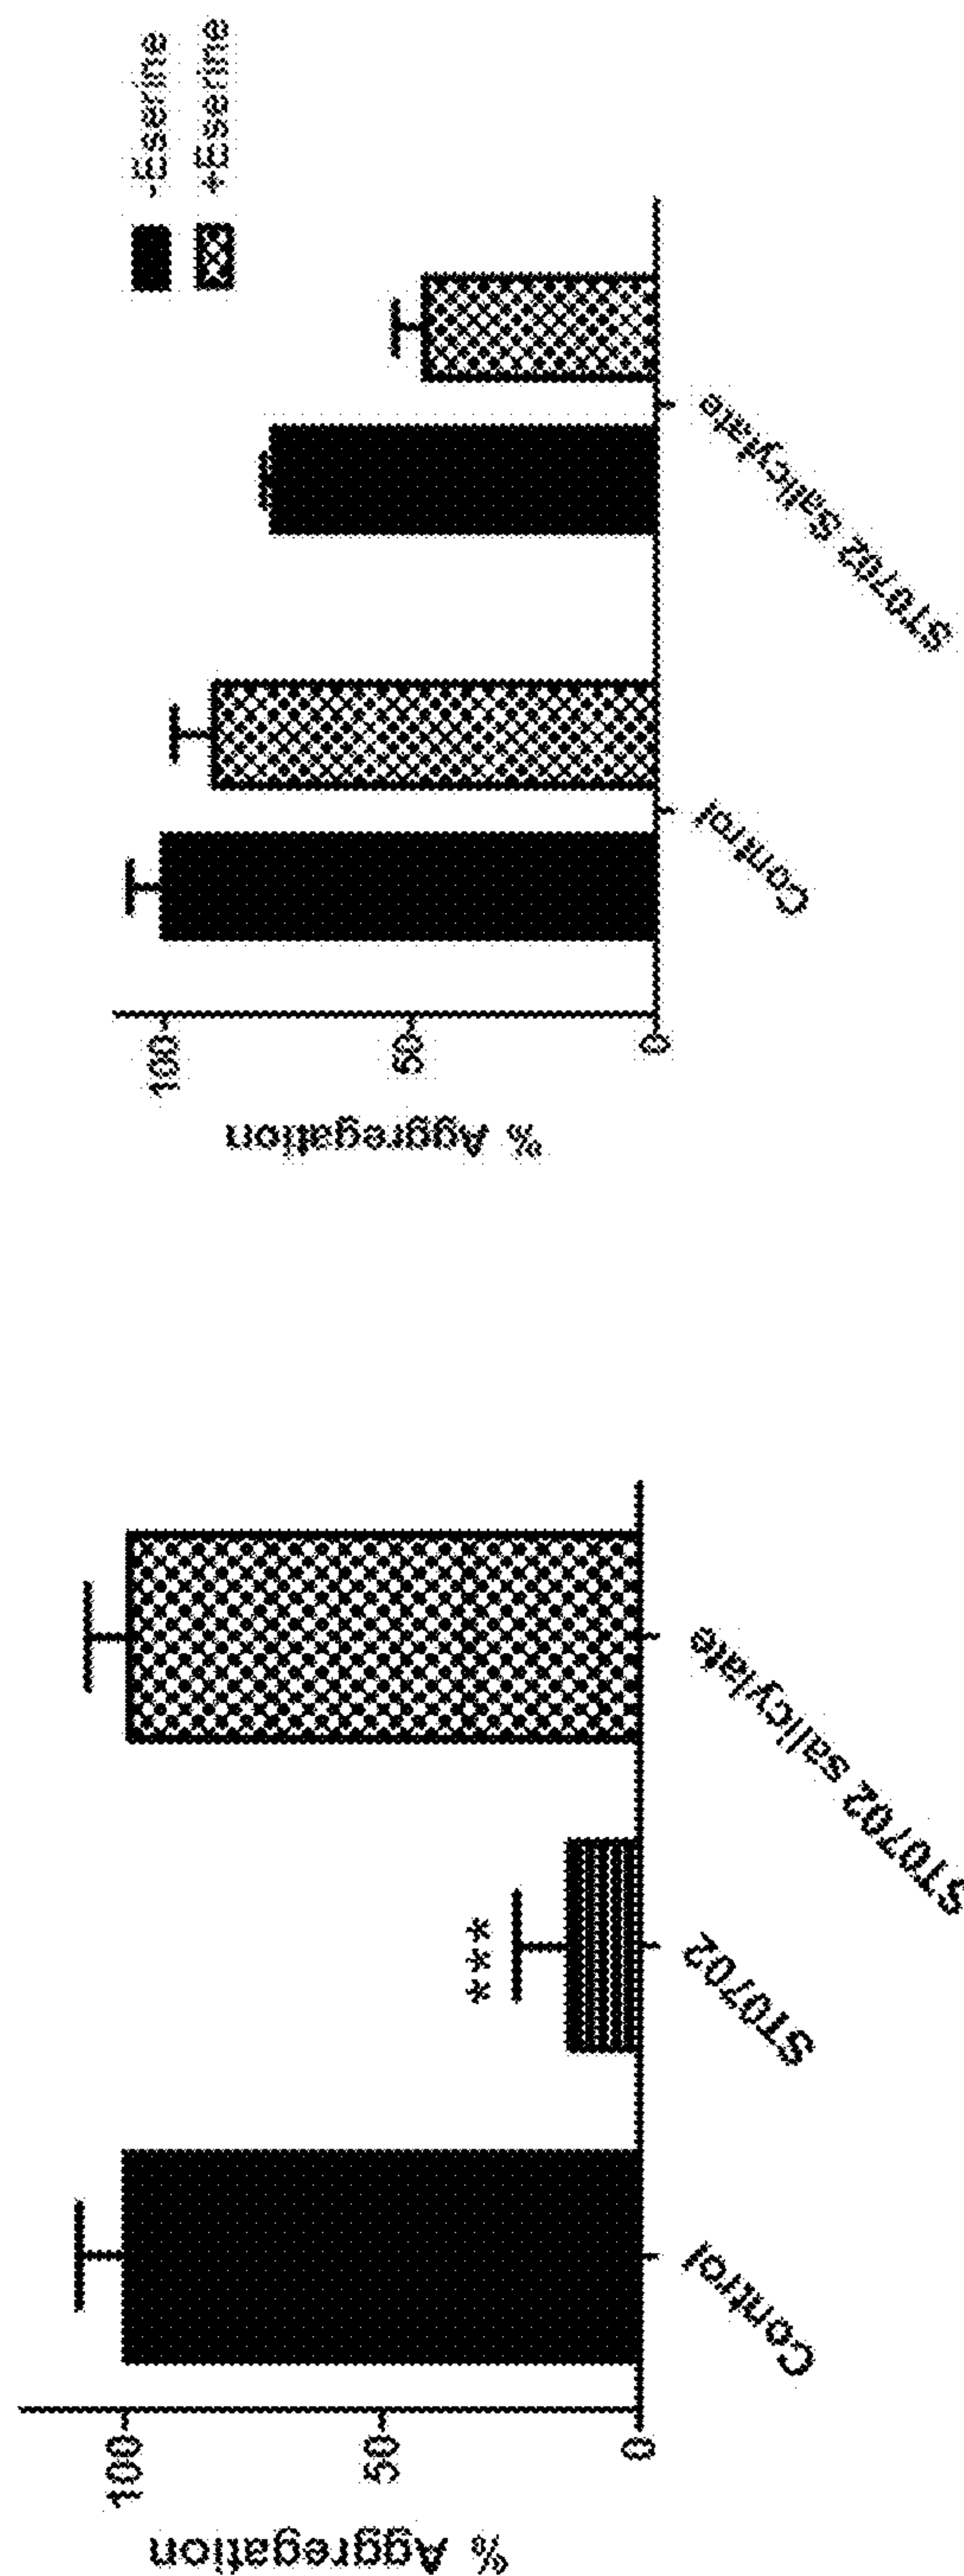 % Aggregation
100
50
0
***
Control
ST0702
ST0702 salicylate
-Eserine
+Eserine
% Aggregation
100
50
0
Control
ST0702 Salicylate